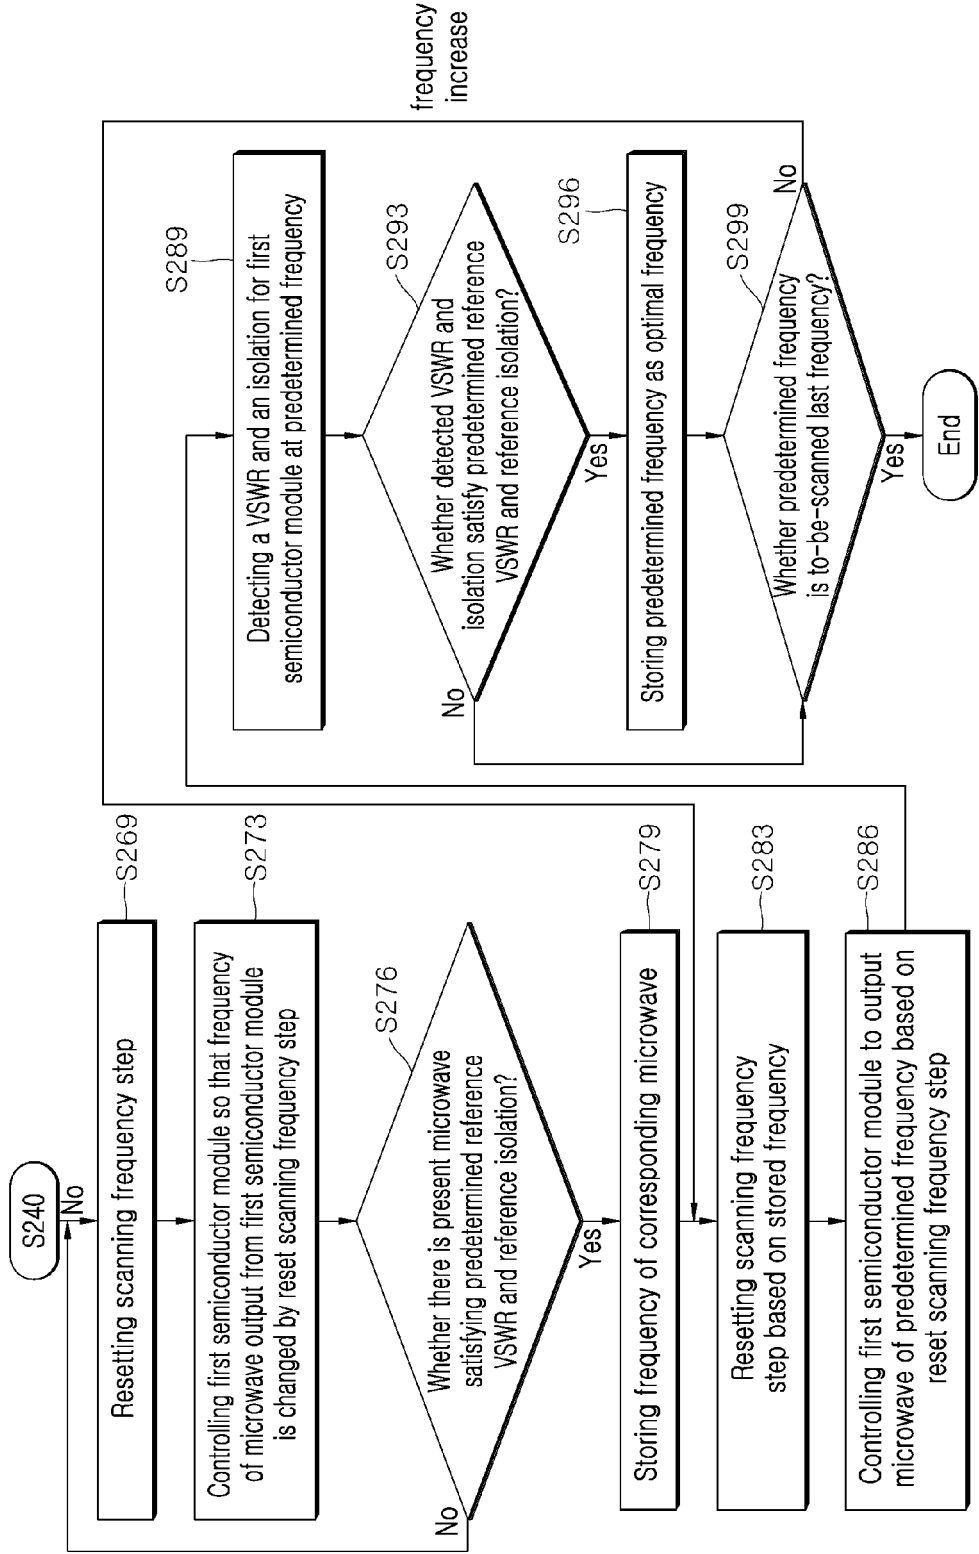 S240
No
Resetting scanning frequency step
S269
Controlling first semiconductor module so that frequency
of microwave output from first semiconductor module
is changed by reset scanning frequency step
S273
Whether there is present microwave
satisfying predetermined reference
VSWR and reference isolation?
S276
No
Yes
Storing frequency of corresponding microwave
S279
Resetting scanning frequency
step based on stored frequency
S283
Controlling first semiconductor module to output
microwave of predetermined frequency based on
reset scanning frequency step
S286
Detecting a VSWR and an isolation for first
semiconductor module at predetermined frequency
S289
Whether detected VSWR and
isolation satisfy predetermined reference
VSWR and reference isolation?
S293
No
Yes
Storing predetermined frequency as optimal frequency
S296
Whether predetermined frequency
is to-be-scanned last frequency?
S299
No
frequency
increase
Yes
End